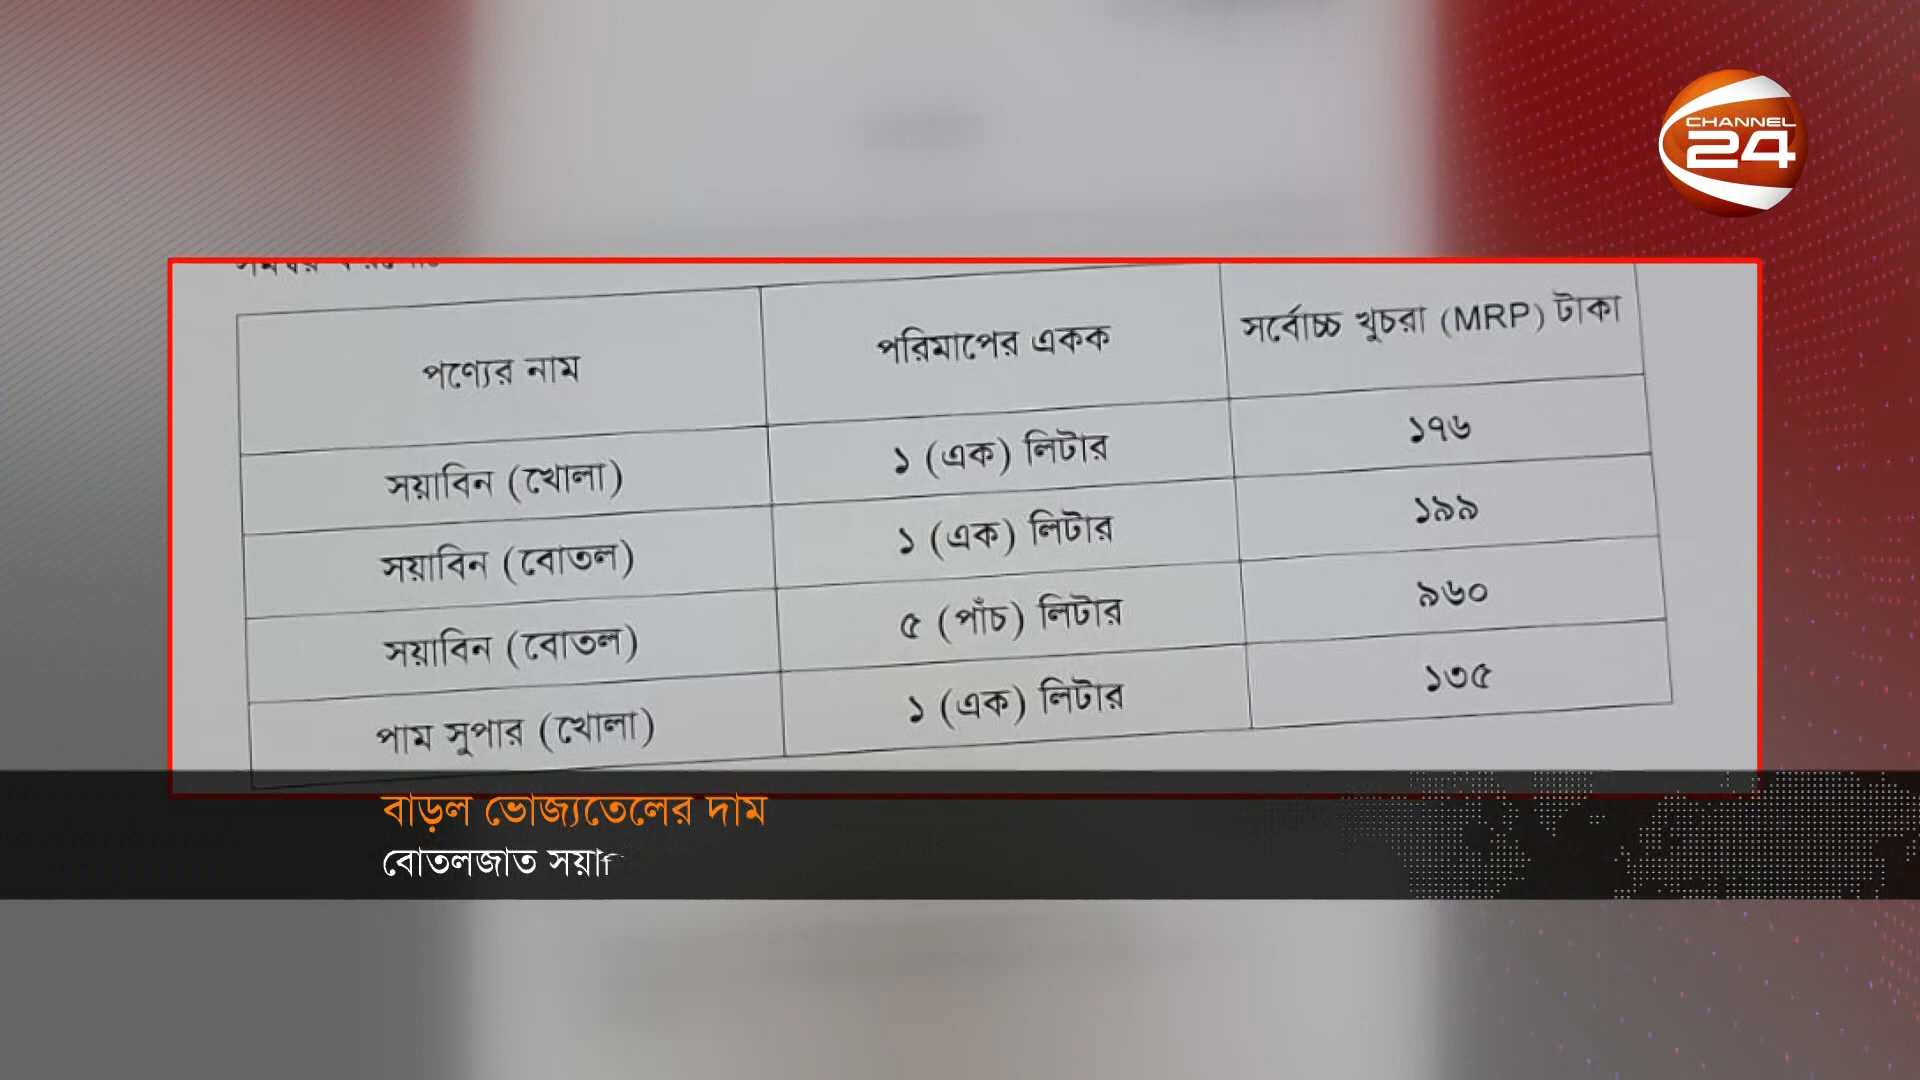 CHANNEL
24
পণ্যের নাম পরিমাপের একক সর্বোচ্চ খুচরা (MRP) টাকা
সয়াবিন (খোলা) ১ (এক) লিটার ১৭৬
সয়াবিন (বোতল) ১ (এক) লিটার ১৯৯
সয়াবিন (বোতল) ৫ (পাঁচ) লিটার ৯৬০
পাম সুপার (খোলা) ১ (এক) লিটার ১৩৫
বাড়ল ভোজ্যতেলের দাম
বোতলজাত